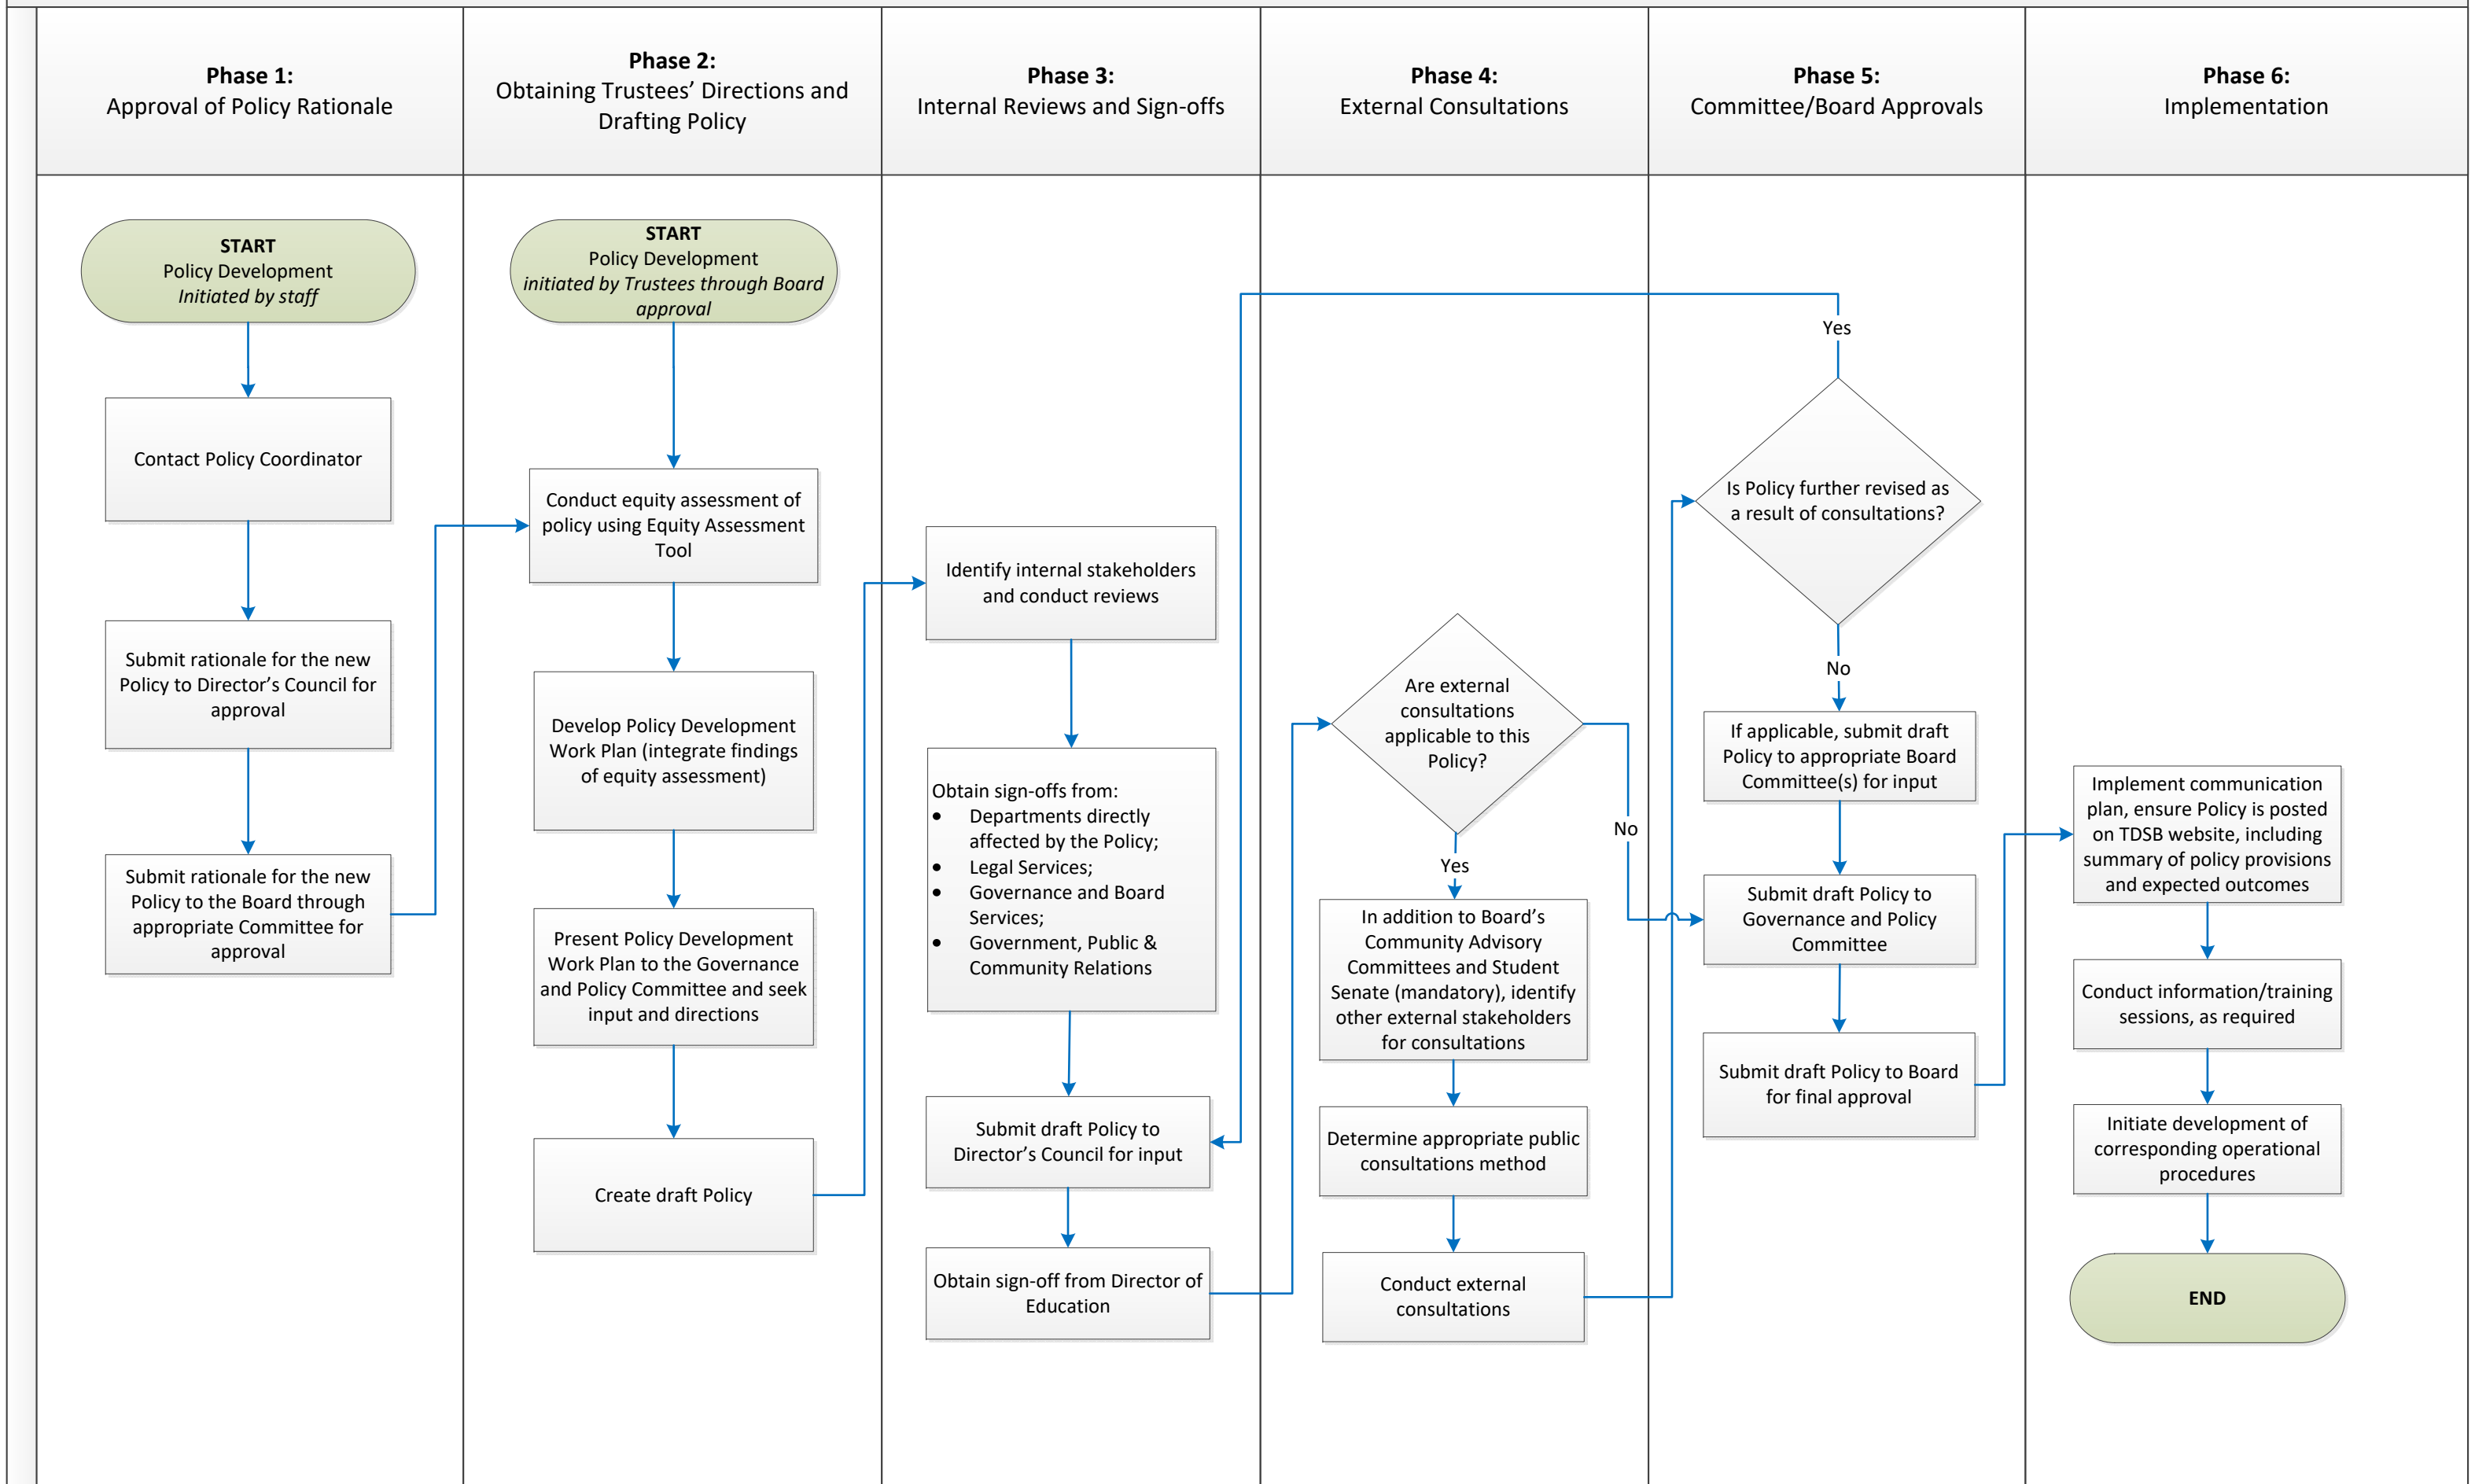 Phase 1:
Approval of Policy Rationale
Phase 2:
Obtaining Trustees’ Directions and
Drafting Policy
Phase 3:
Internal Reviews and Sign-offs
Phase 4:
External Consultations
Phase 5:
Committee/Board Approvals
Phase 6:
Implementation
START
Policy Development
Initiated by staff
Contact Policy Coordinator
Submit rationale for the new
Policy to Director’s Council for
approval
Submit rationale for the new
Policy to the Board through
appropriate Committee for
approval
START
Policy Development
initiated by Trustees through Board
approval
Conduct equity assessment of
policy using Equity Assessment
Tool
Develop Policy Development
Work Plan (integrate findings
of equity assessment)
Present Policy Development
Work Plan to the Governance
and Policy Committee and seek
input and directions
Create draft Policy
Identify internal stakeholders
and conduct reviews
Obtain sign-offs from:
• Departments directly
affected by the Policy;
• Legal Services;
• Governance and Board
Services;
• Government, Public &
Community Relations
Submit draft Policy to
Director’s Council for input
Obtain sign-off from Director of
Education
Are external
consultations
applicable to this
Policy?
No
Yes
In addition to Board’s
Community Advisory
Committees and Student
Senate (mandatory), identify
other external stakeholders
for consultations
Determine appropriate public
consultations method
Conduct external
consultations
Yes
Is Policy further revised as
a result of consultations?
No
If applicable, submit draft
Policy to appropriate Board
Committee(s) for input
Submit draft Policy to
Governance and Policy
Committee
Submit draft Policy to Board
for final approval
Implement communication
plan, ensure Policy is posted
on TDSB website, including
summary of policy provisions
and expected outcomes
Conduct information/training
sessions, as required
Initiate development of
corresponding operational
procedures
END